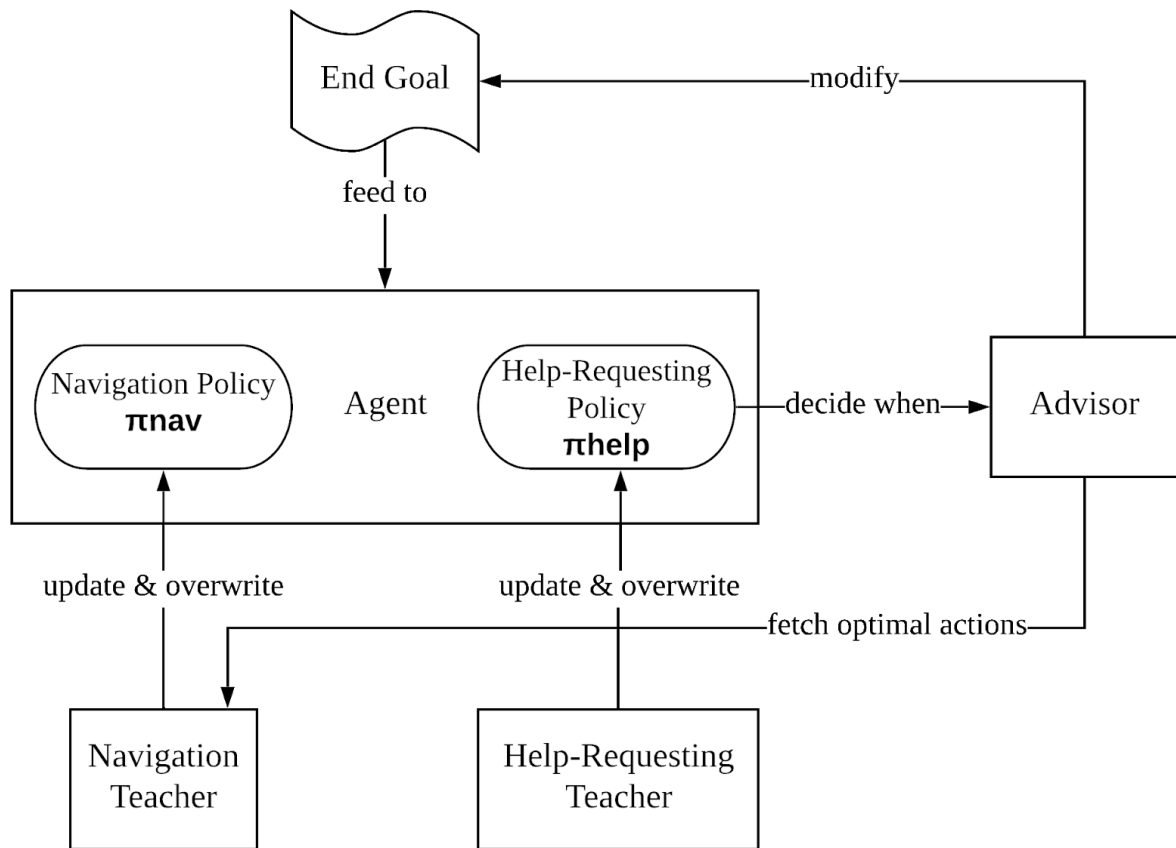 End Goal
modify
feed to
Navigation Policy
πnav
Agent
Help-Requesting
Policy
πhelp
decide when
Advisor
update & overwrite
update & overwrite
fetch optimal actions
Navigation
Teacher
Help-Requesting
Teacher